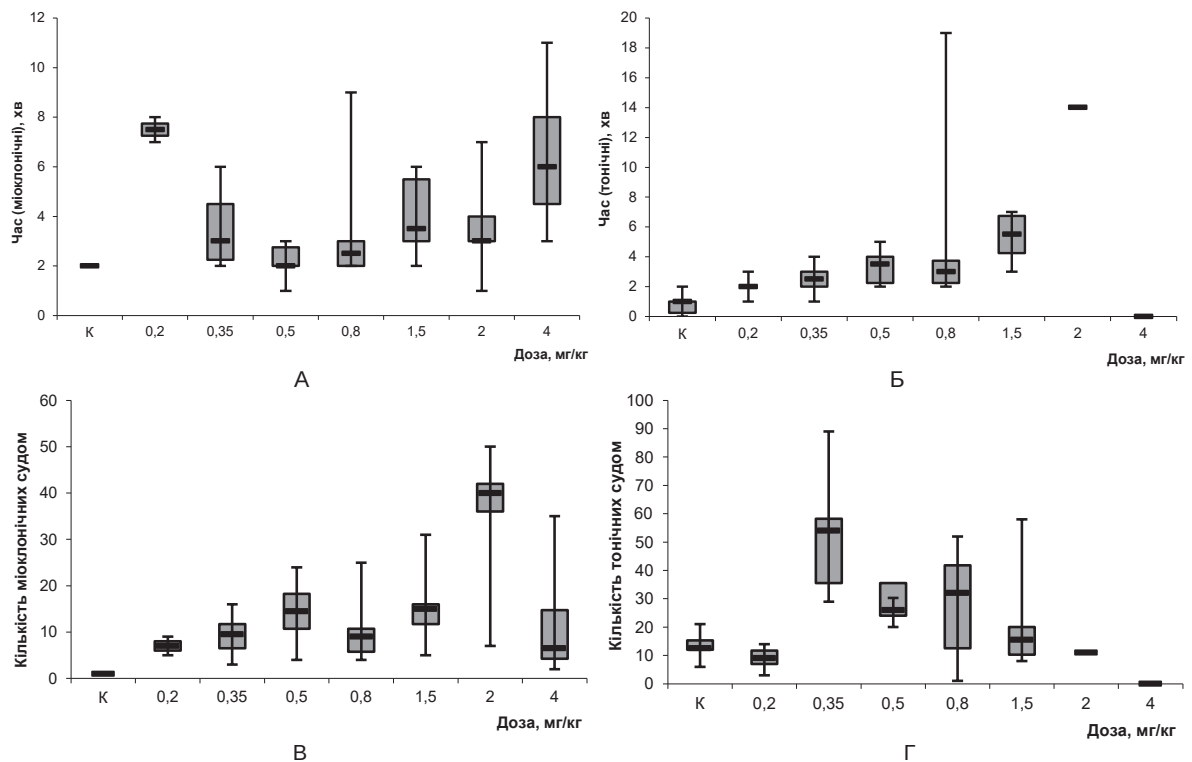 12
10
8
6
4
2
0
Час (міоклонічні), хв
К 0,2 0,35 0,5 0,8 1,5 2 4
Доза, мг/кг
А
20
18
16
14
12
10
8
6
4
2
0
Час (тонічні), хв
К 0,2 0,35 0,5 0,8 1,5 2 4
Доза, мг/кг
Б
60
50
40
30
20
10
0
Кількість міоклонічних судом
К 0,2 0,35 0,5 0,8 1,5 2 4
Доза, мг/кг
В
100
90
80
70
60
50
40
30
20
10
0
Кількість тонічних судом
К 0,2 0,35 0,5 0,8 1,5 2 4
Доза, мг/кг
Г